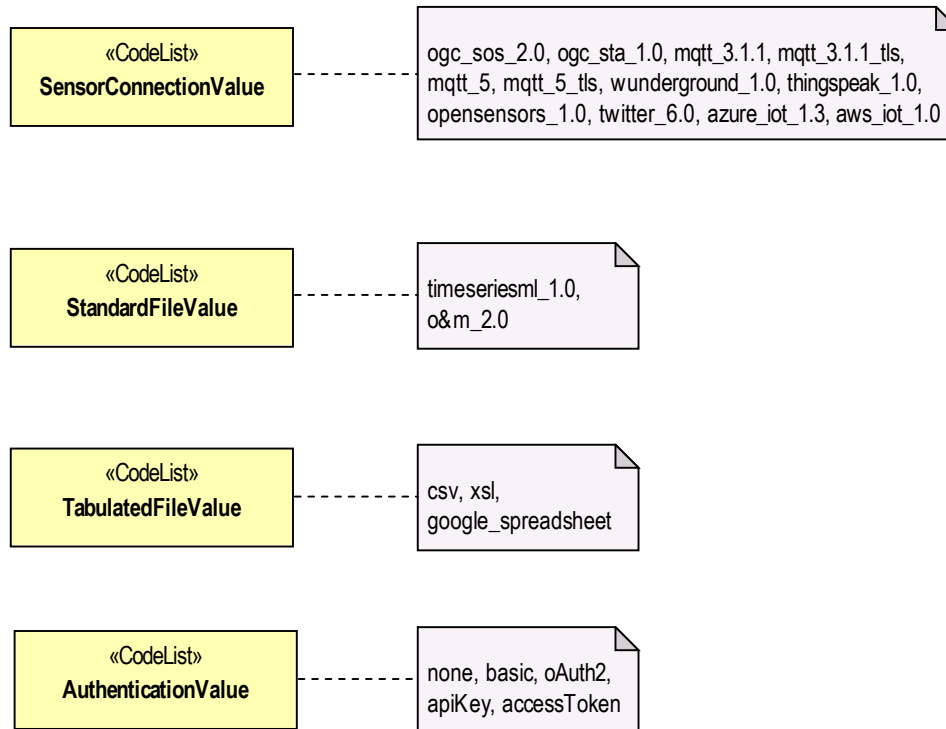 «CodeList»
SensorConnectionValue
ogc_sos_2.0, ogc_sta_1.0, mqtt_3.1.1, mqtt_3.1.1_tls,
mqtt_5, mqtt_5_tls, wunderground_1.0, thingspeak_1.0,
opensensors_1.0, twitter_6.0, azure_iot_1.3, aws_iot_1.0
«CodeList»
StandardFileValue
timeseriesml_1.0,
o&m_2.0
«CodeList»
TabulatedFileValue
csv, xsl,
google_spreadsheet
«CodeList»
AuthenticationValue
none, basic, oAuth2,
apiKey, accessToken